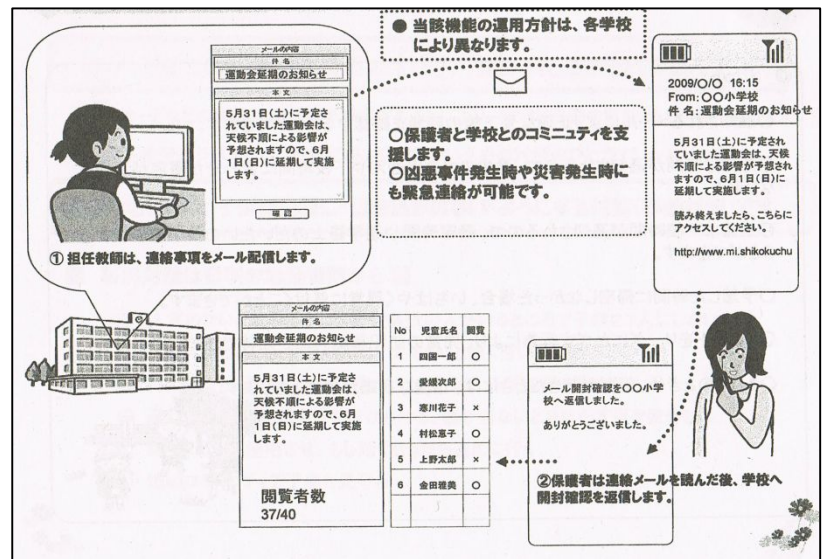 ● 当該機能の運用方針は、各学校
により異なります。
メールの内容
件 名
運動会延期のお知らせ
本 文
5月31日(土)に予定さ
れていました運動会は、
天候不順による影響が
予想されますので、6月
1日(日)に延期して実施
します。
確 認
① 担任教師は、連絡事項をメール配信します。
○保護者と学校とのコミニュティを支
援します。
○凶悪事件発生時や災害発生時に
も緊急連絡が可能です。
2009/○/○ 16:15
From:○○小学校
件 名:運動会延期のお知らせ
5月31日(土)に予定され
ていました運動会は、天候
不順による影響が予想され
ますので、6月1日(日)に
延期して実施します。
読み終えましたら、こちらに
アクセスしてください。
http://www.mi.shikokuchu
メールの内容
件 名
運動会延期のお知らせ
本 文
5月31日(土)に予定さ
れていました運動会は、
天候不順による影響が
予想されますので、6月
1日(日)に延期して実施
します。
閲覧者数
37/40
No 児童氏名 閲覧
1 四国一郎 ○
2 愛媛次郎 ○
3 寒川花子 ×
4 村松恵子 ○
5 上野太郎 ×
6 金田雅美 ○
メール開封確認を○○小学
校へ返信しました。
ありがとうございました。
②保護者は連絡メールを読んだ後、学校へ
開封確認を返信します。